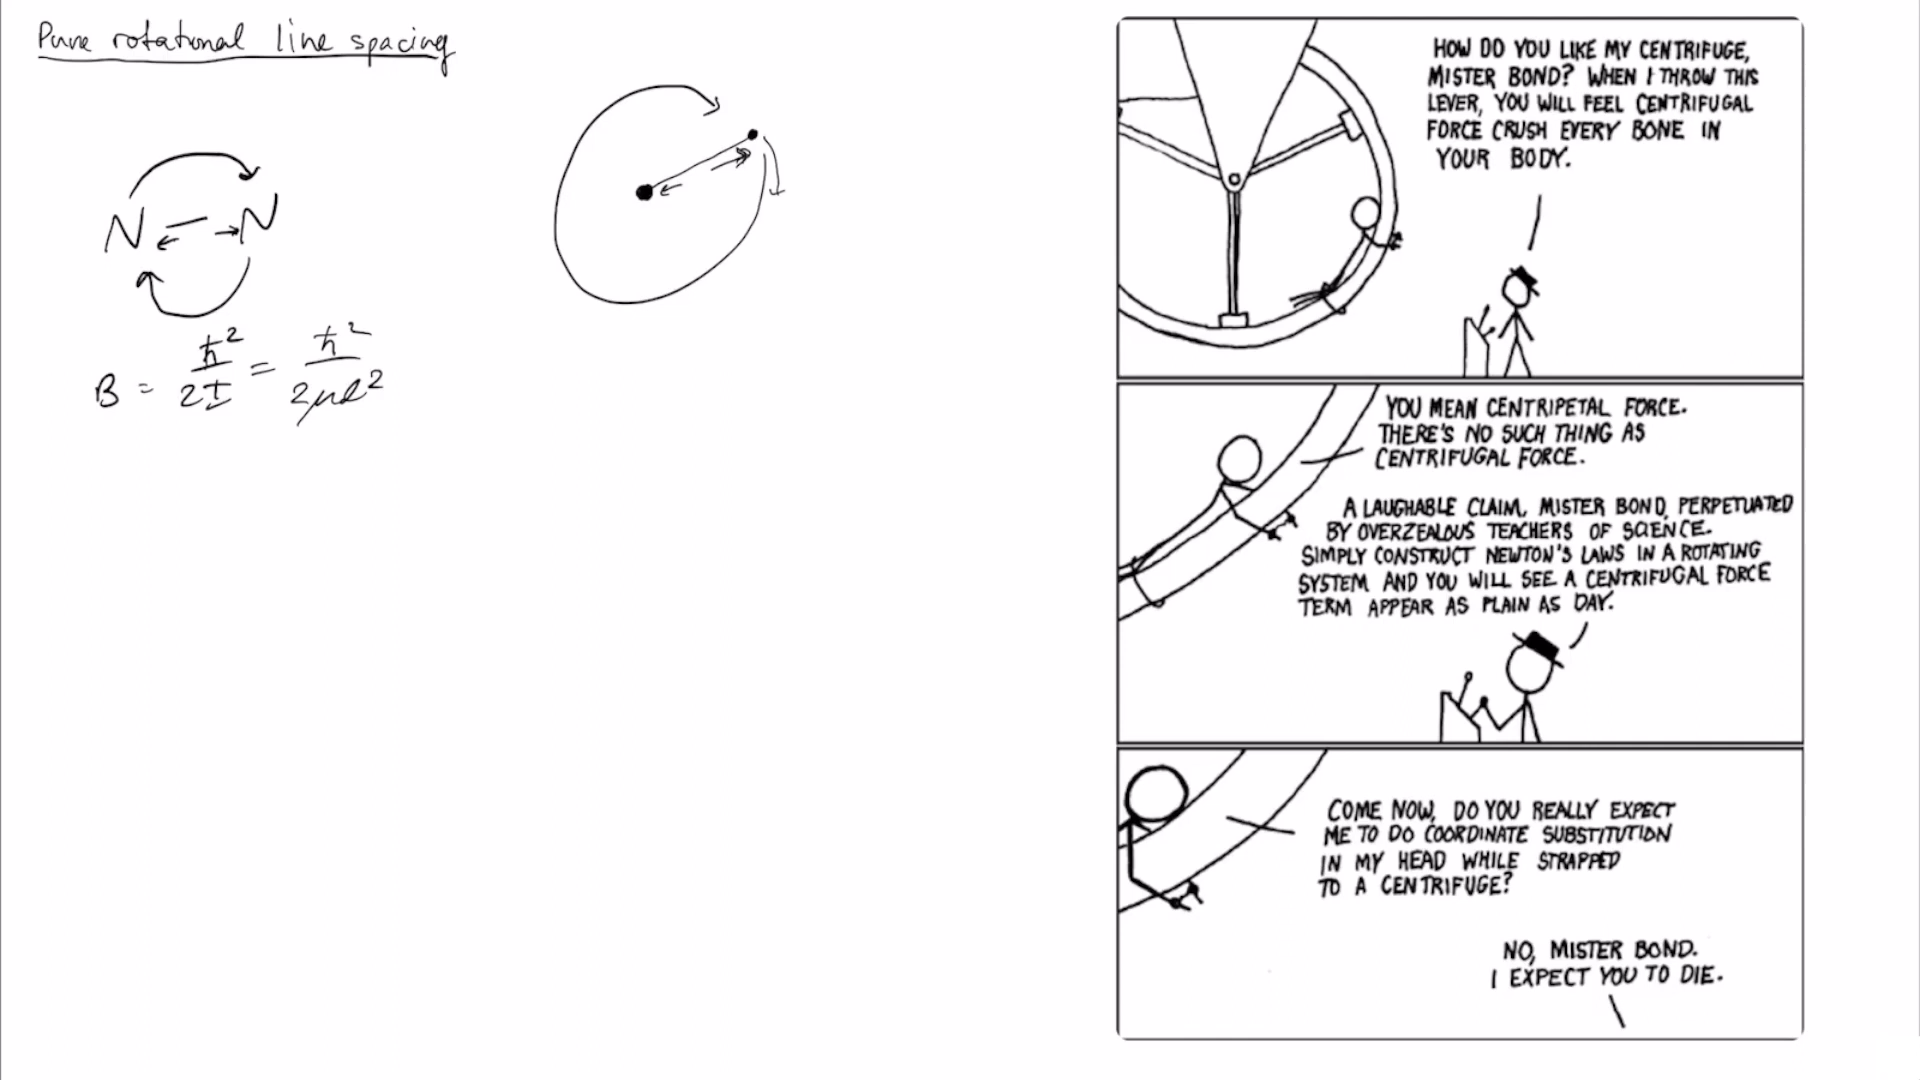 Pure rotational line spacing
N — N
B = ħ² / 2I = ħ² / 2μl²
HOW DO YOU LIKE MY CENTRIFUGE,
MISTER BOND? WHEN I THROW THIS
LEVER, YOU WILL FEEL CENTRIFUGAL
FORCE CRUSH EVERY BONE IN
YOUR BODY.
YOU MEAN CENTRIPETAL FORCE.
THERE'S NO SUCH THING AS
CENTRIFUGAL FORCE.
A LAUGHABLE CLAIM, MISTER BOND, PERPETUATED
BY OVERZEALOUS TEACHERS OF SCIENCE.
SIMPLY CONSTRUCT NEWTON'S LAWS IN A ROTATING
SYSTEM AND YOU WILL SEE A CENTRIFUGAL FORCE
TERM APPEAR AS PLAIN AS DAY.
COME NOW, DO YOU REALLY EXPECT
ME TO DO COORDINATE SUBSTITUTION
IN MY HEAD WHILE STRAPPED
TO A CENTRIFUGE?
NO, MISTER BOND.
I EXPECT YOU TO DIE.